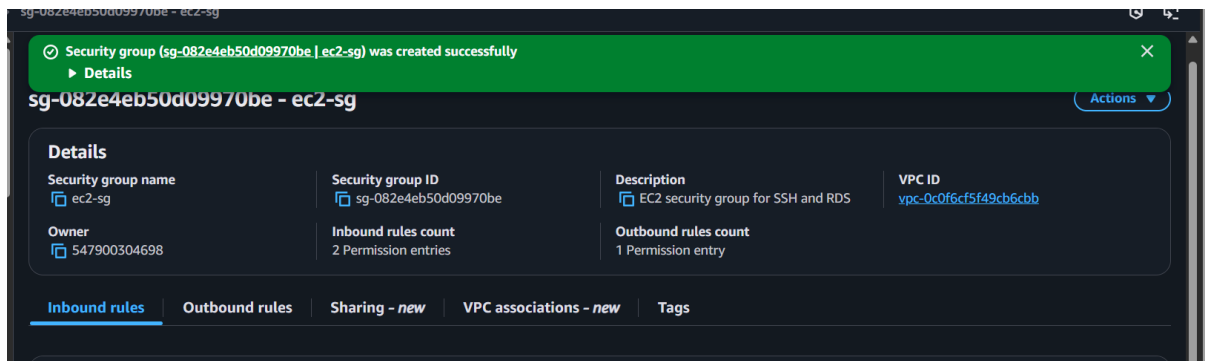 sg-082e4eb50d09970be - ec2-sg
Security group (sg-082e4eb50d09970be | ec2-sg) was created successfully
Details
sg-082e4eb50d09970be - ec2-sg
Actions
Details
Security group name
ec2-sg
Security group ID
sg-082e4eb50d09970be
Description
EC2 security group for SSH and RDS
VPC ID
vpc-0c0f6cf5f49cb6cbb
Owner
547900304698
Inbound rules count
2 Permission entries
Outbound rules count
1 Permission entry
Inbound rules
Outbound rules
Sharing - new
VPC associations - new
Tags